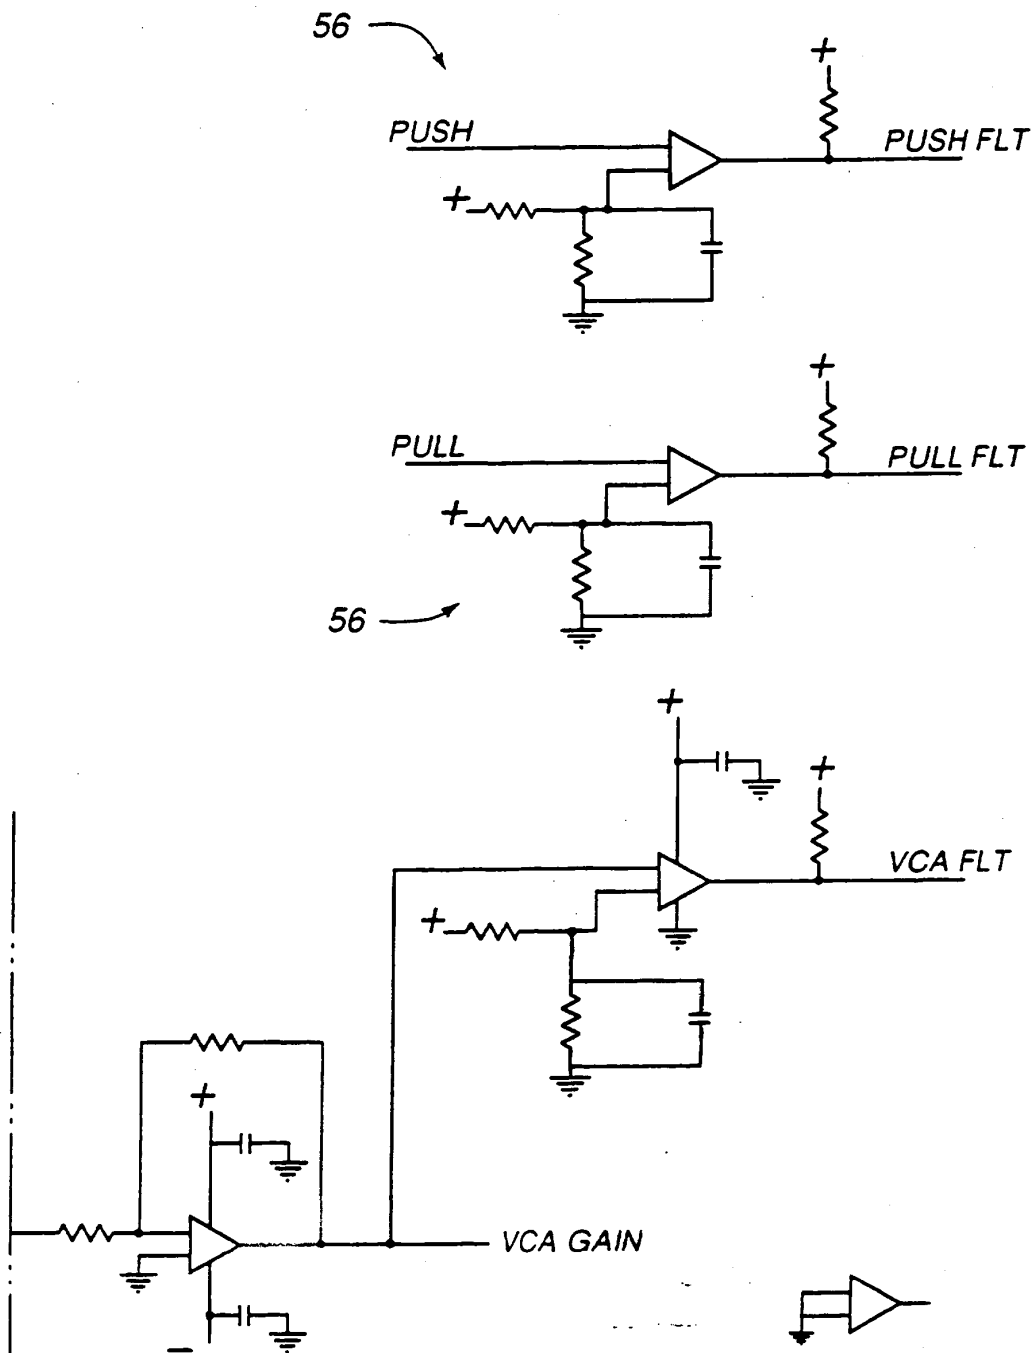 56
+
PUSH
PUSH FLT
+
+
PULL
PULL FLT
+
56
+
+
VCA FLT
+
+
VCA GAIN
−